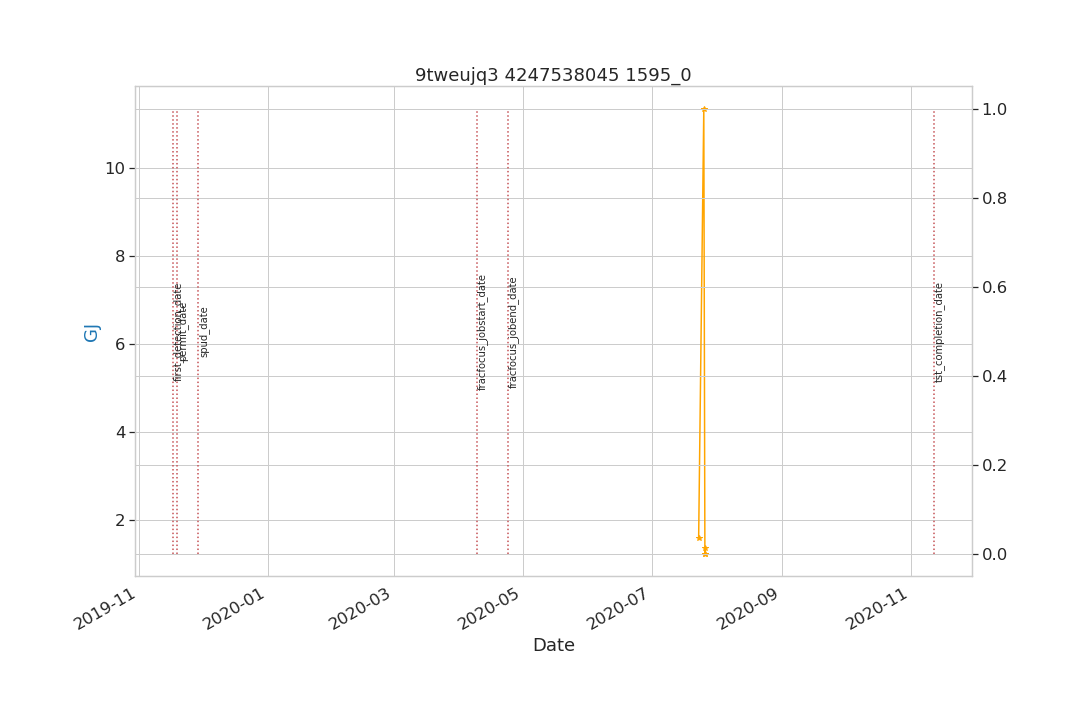 9tweujq3 4247538045 1595_0
GJ
10
8
6
4
2
1.0
0.8
0.6
0.4
0.2
0.0
first_detection_date
permit_date
spud_date
fracfocus_jobstart_date
fracfocus_jobend_date
tst_completion_date
2019-11
2020-01
2020-03
2020-05
2020-07
2020-09
2020-11
Date